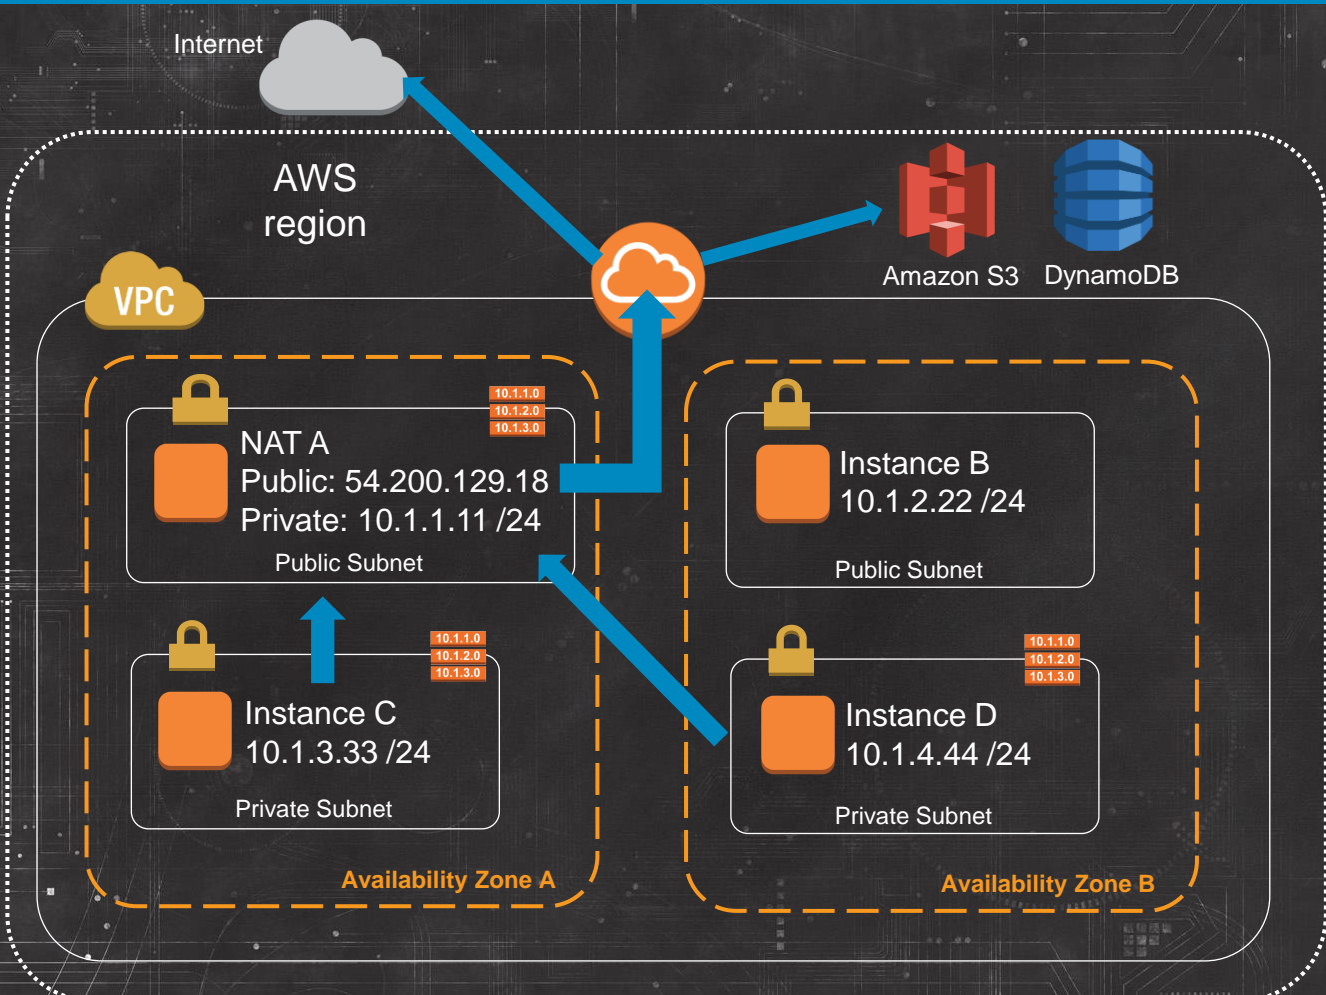 Internet
AWS
region
Amazon S3
DynamoDB
VPC
10.1.1.0
10.1.2.0
10.1.3.0
NAT A
Public: 54.200.129.18
Private: 10.1.1.11 /24
Public Subnet
Instance B
10.1.2.22 /24
Public Subnet
10.1.1.0
10.1.2.0
10.1.3.0
Instance C
10.1.3.33 /24
Private Subnet
10.1.1.0
10.1.2.0
10.1.3.0
Instance D
10.1.4.44 /24
Private Subnet
Availability Zone A
Availability Zone B